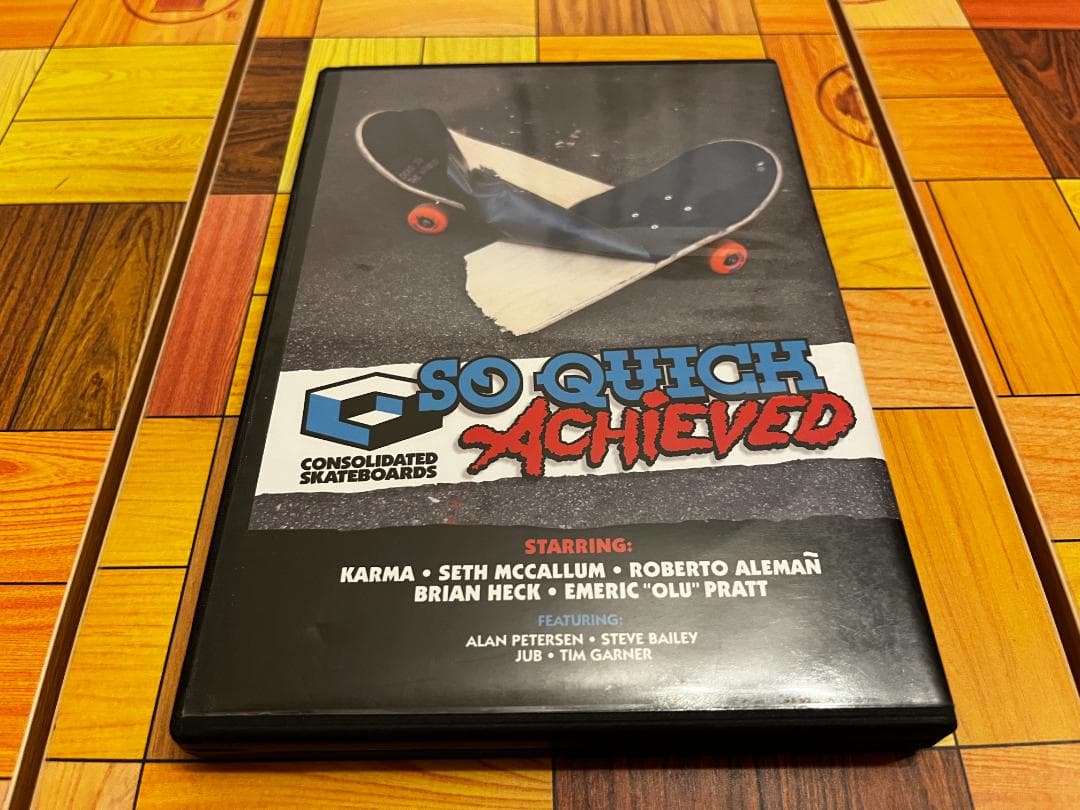 SO QUICK
ACHiEVED
CONSOLIDATED
SKATEBOARDS
STARRING:
KARMA • SETH MCCALLUM • ROBERTO ALEMAÑ
BRIAN HECK • EMERIC "OLU" PRATT
FEATURING:
ALAN PETERSEN • STEVE BAILEY
JUB • TIM GARNER